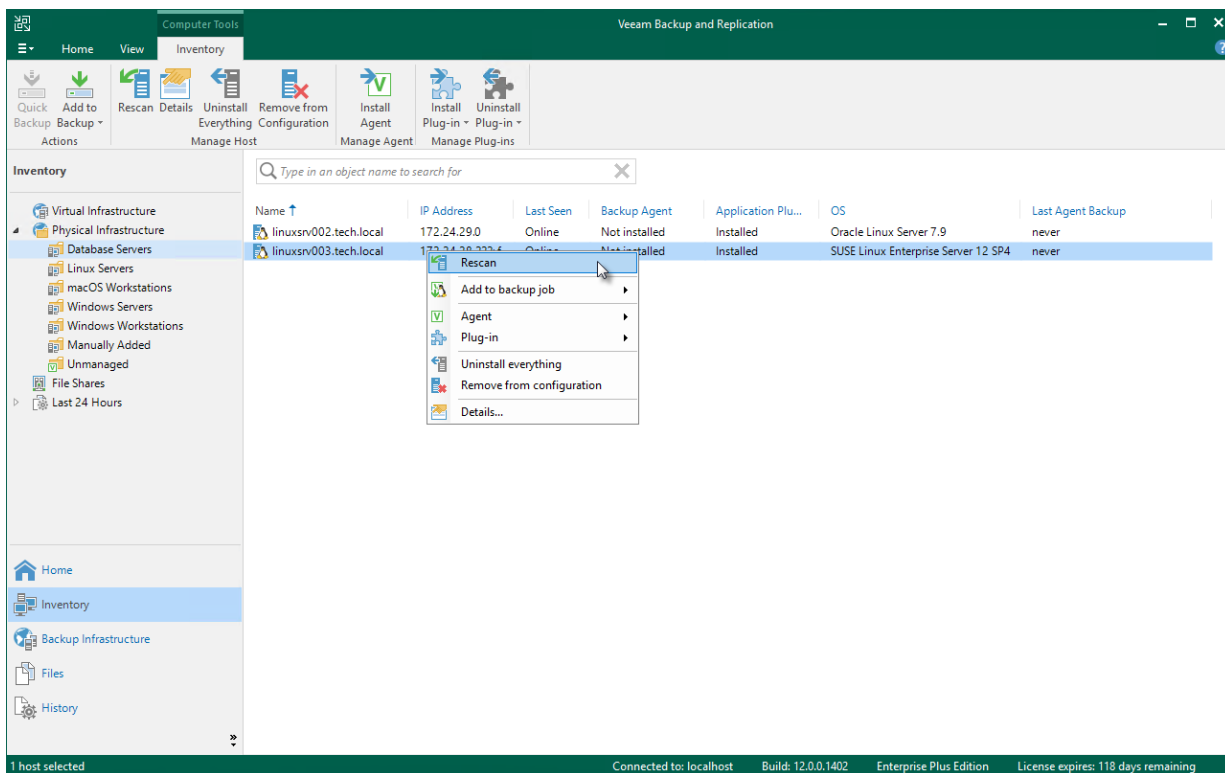 Computer Tools
Veeam Backup and Replication
Home View Inventory
Quick Backup
Add to Backup
Rescan
Details
Uninstall Everything
Remove from Configuration
Install Agent
Install Plug-in
Uninstall Plug-in
Actions Manage Host Manage Agent Manage Plug-ins
Inventory
Type in an object name to search for
Virtual Infrastructure
Physical Infrastructure
Database Servers
Linux Servers
macOS Workstations
Windows Servers
Windows Workstations
Manually Added
Unmanaged
File Shares
Last 24 Hours
Name IP Address Last Seen Backup Agent Application Plu... OS Last Agent Backup
linuxsrv002.tech.local 172.24.29.0 Online Not installed Installed Oracle Linux Server 7.9 never
linuxsrv003.tech.local Online Not installed Installed SUSE Linux Enterprise Server 12 SP4 never
Rescan
Add to backup job
Agent
Plug-in
Uninstall everything
Remove from configuration
Details...
Home
Inventory
Backup Infrastructure
Files
History
1 host selected Connected to: localhost Build: 12.0.0.1402 Enterprise Plus Edition License expires: 118 days remaining